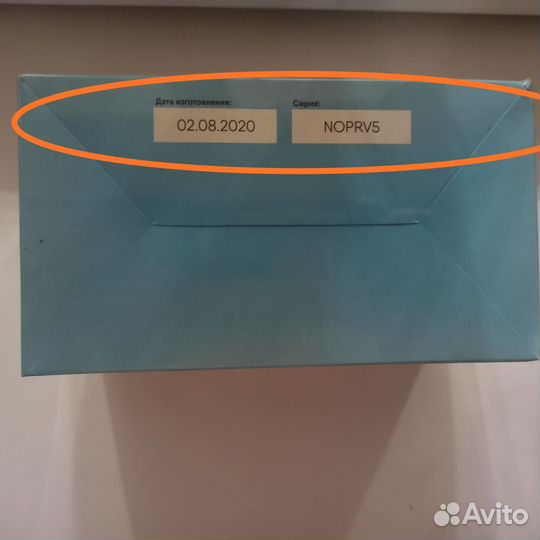 Дата изготовления: Серия:
02.08.2020 NOPRV5
Avito